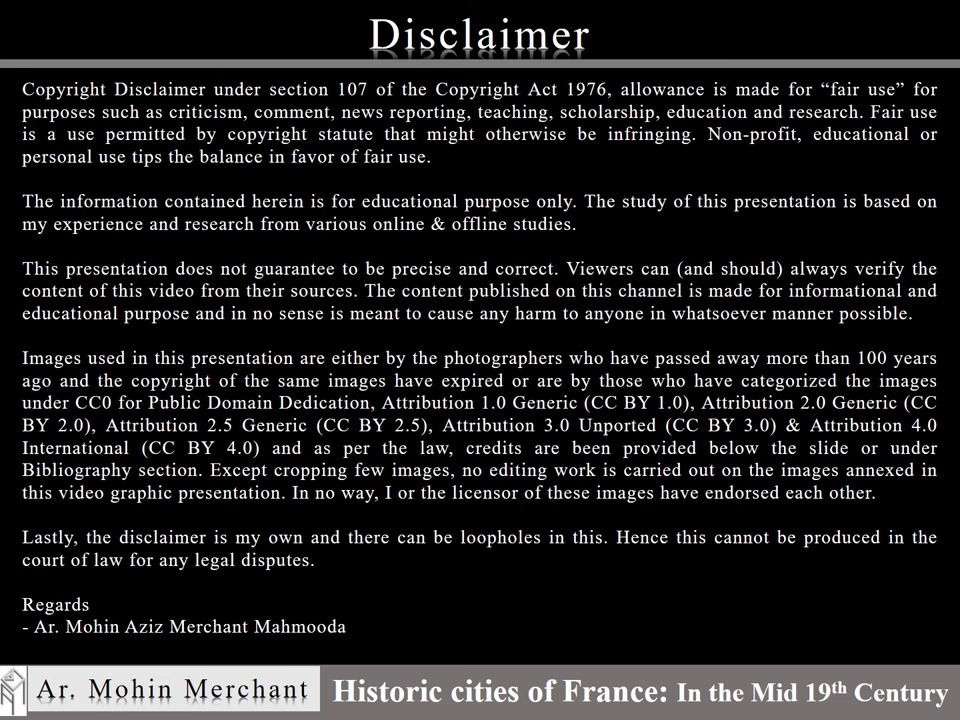 Disclaimer
Copyright Disclaimer under section 107 of the Copyright Act 1976, allowance is made for “fair use” for
purposes such as criticism, comment, news reporting, teaching, scholarship, education and research. Fair use
is a use permitted by copyright statute that might otherwise be infringing. Non-profit, educational or
personal use tips the balance in favor of fair use.
The information contained herein is for educational purpose only. The study of this presentation is based on
my experience and research from various online & offline studies.
This presentation does not guarantee to be precise and correct. Viewers can (and should) always verify the
content of this video from their sources. The content published on this channel is made for informational and
educational purpose and in no sense is meant to cause any harm to anyone in whatsoever manner possible.
Images used in this presentation are either by the photographers who have passed away more than 100 years
ago and the copyright of the same images have expired or are by those who have categorized the images
under CC0 for Public Domain Dedication, Attribution 1.0 Generic (CC BY 1.0), Attribution 2.0 Generic (CC
BY 2.0), Attribution 2.5 Generic (CC BY 2.5), Attribution 3.0 Unported (CC BY 3.0) & Attribution 4.0
International (CC BY 4.0) and as per the law, credits are been provided below the slide or under
Bibliography section. Except cropping few images, no editing work is carried out on the images annexed in
this video graphic presentation. In no way, I or the licensor of these images have endorsed each other.
Lastly, the disclaimer is my own and there can be loopholes in this. Hence this cannot be produced in the
court of law for any legal disputes.
Regards
- Ar. Mohin Aziz Merchant Mahmooda
Ar. Mohin Merchant
Historic cities of France: In the Mid 19th Century